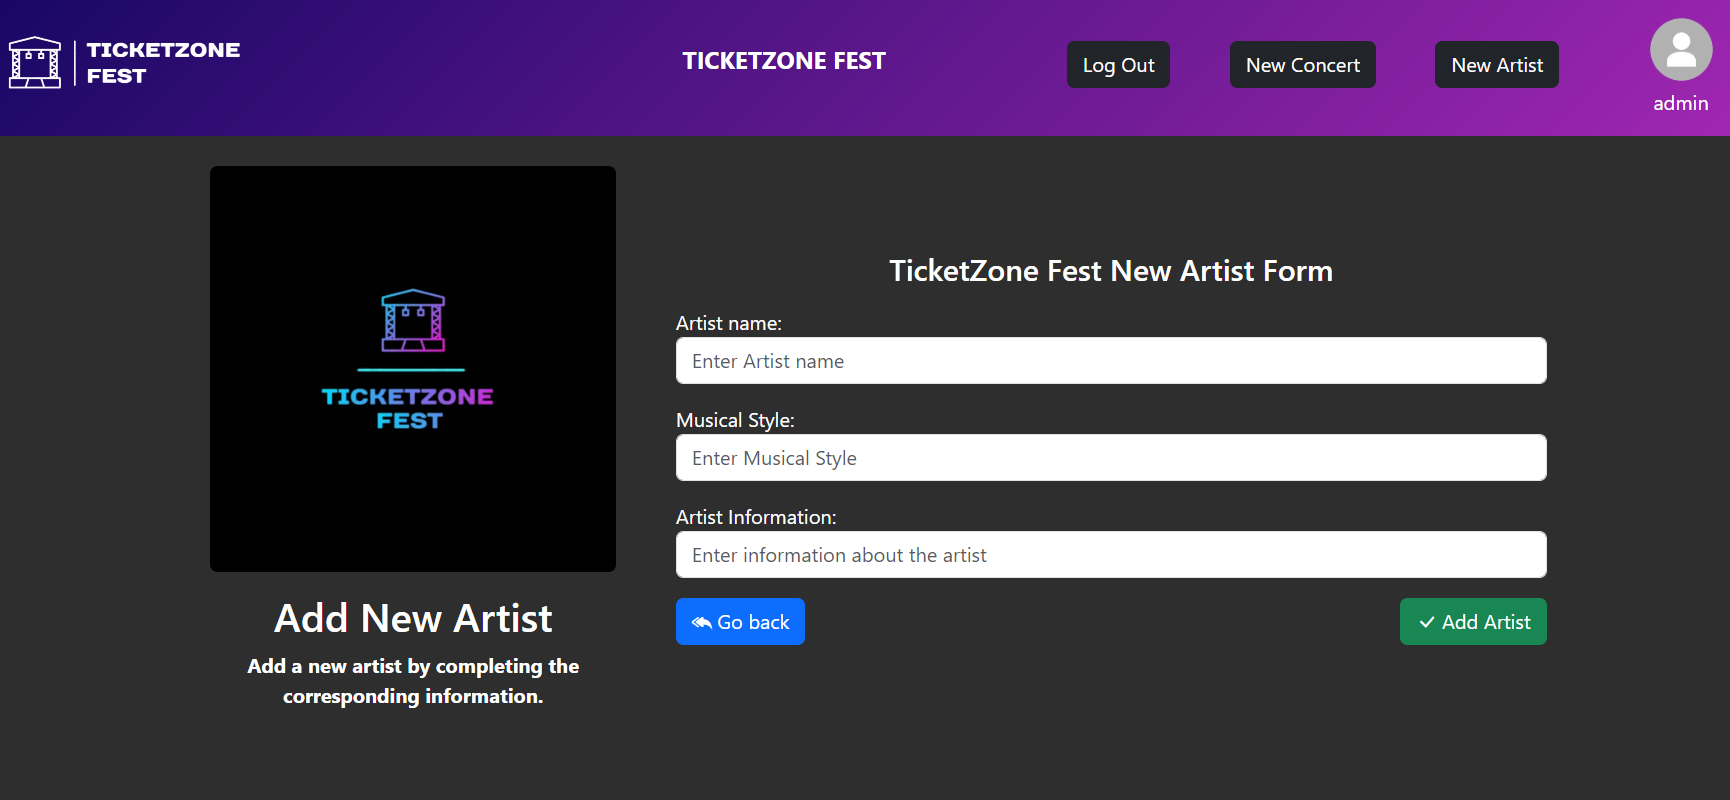 TICKETZONE
FEST
TICKETZONE FEST
Log Out
New Concert
New Artist
admin
TICKETZONE
FEST
Add New Artist
Add a new artist by completing the
corresponding information.
TicketZone Fest New Artist Form
Artist name:
Enter Artist name
Musical Style:
Enter Musical Style
Artist Information:
Enter information about the artist
Go back
Add Artist